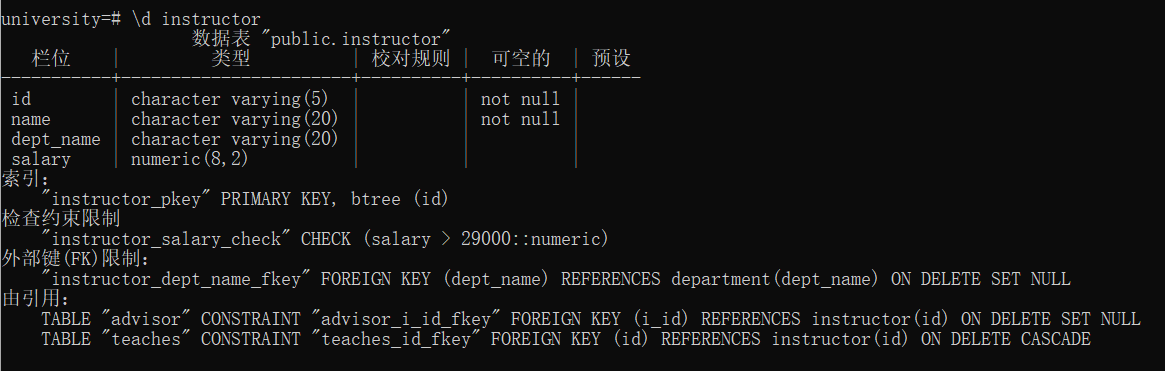 university=# \d instructor
数据表 "public.instructor"
栏位 | 类型 | 校对规则 | 可空的 | 预设
-----------+-----------------------+----------+----------+------
id | character varying(5) | | not null |
name | character varying(20) | | not null |
dept_name | character varying(20) | | |
salary | numeric(8,2) | | |
索引:
"instructor_pkey" PRIMARY KEY, btree (id)
检查约束限制
"instructor_salary_check" CHECK (salary > 29000::numeric)
外部键(FK)限制:
"instructor_dept_name_fkey" FOREIGN KEY (dept_name) REFERENCES department(dept_name) ON DELETE SET NULL
由引用:
TABLE "advisor" CONSTRAINT "advisor_i_id_fkey" FOREIGN KEY (i_id) REFERENCES instructor(id) ON DELETE SET NULL
TABLE "teaches" CONSTRAINT "teaches_id_fkey" FOREIGN KEY (id) REFERENCES instructor(id) ON DELETE CASCADE